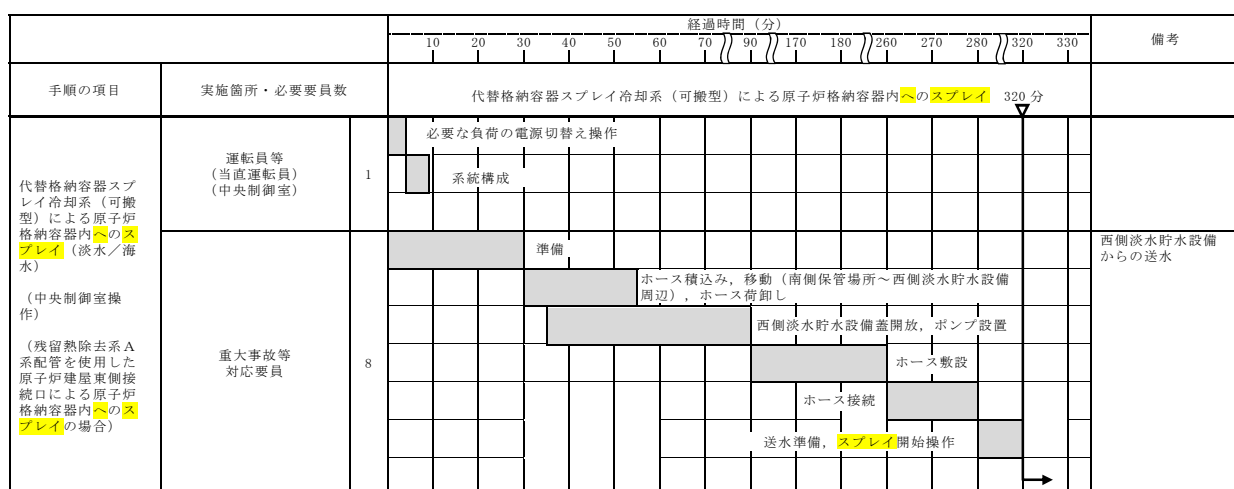 経過時間（分）
備考
10 20 30 40 50 60 70 90 170 180 260 270 280 320 330
手順の項目
実施箇所・必要要員数
代替格納容器スプレイ冷却系（可搬型）による原子炉格納容器内へのスプレイ 320 分
代替格納容器スプ
レイ冷却系（可搬
型）による原子炉
格納容器内へのス
プレイ（淡水／海
水）
（中央制御室操
作）
（残留熱除去系Ａ
系配管を使用した
原子炉建屋東側接
続口による原子炉
格納容器内へのス
プレイの場合）
運転員等
（当直運転員）
（中央制御室）
1
必要な負荷の電源切替え操作
系統構成
重大事故等
対応要員
8
準備
ホース積込み，移動（南側保管場所～西側淡水貯水設備
周辺），ホース荷卸し
西側淡水貯水設備蓋開放，ポンプ設置
ホース敷設
ホース接続
送水準備，スプレイ開始操作
西側淡水貯水設備
からの送水